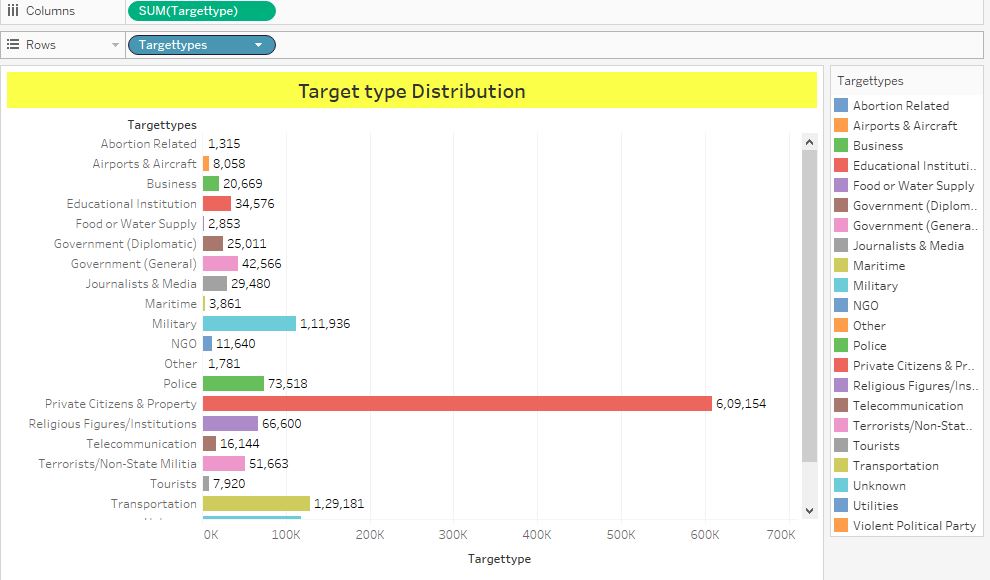 Columns SUM(Targettype)
Rows Targettypes
Target type Distribution
Targettypes
Abortion Related 1,315
Airports & Aircraft 8,058
Business 20,669
Educational Institution 34,576
Food or Water Supply 2,853
Government (Diplomatic) 25,011
Government (General) 42,566
Journalists & Media 29,480
Maritime 3,861
Military 1,11,936
NGO 11,640
Other 1,781
Police 73,518
Private Citizens & Property 6,09,154
Religious Figures/Institutions 66,600
Telecommunication 16,144
Terrorists/Non-State Militia 51,663
Tourists 7,920
Transportation 1,29,181
0K 100K 200K 300K 400K 500K 600K 700K
Targettype
Targettypes
Abortion Related
Airports & Aircraft
Business
Educational Instituti..
Food or Water Supply
Government (Diplom..
Government (Genera..
Journalists & Media
Maritime
Military
NGO
Other
Police
Private Citizens & Pr..
Religious Figures/Ins..
Telecommunication
Terrorists/Non-Stat..
Tourists
Transportation
Unknown
Utilities
Violent Political Party